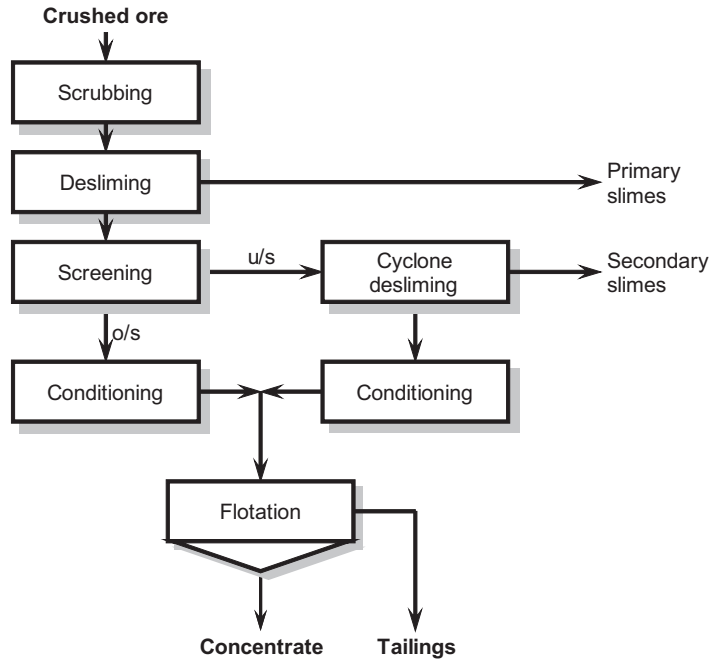 Crushed ore
Scrubbing
Desliming
Primary
slimes
Screening
u/s
Cyclone
desliming
Secondary
slimes
o/s
Conditioning
Conditioning
Flotation
Concentrate
Tailings